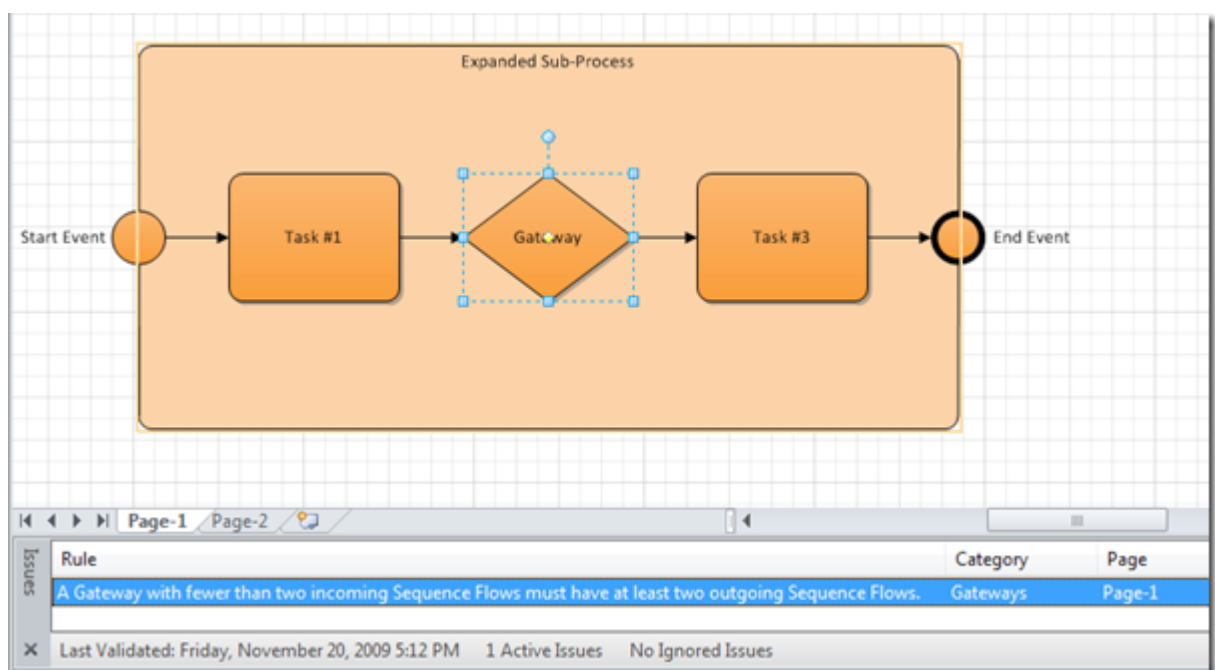 Expanded Sub-Process
Start Event
Task #1
Gateway
Task #3
End Event
Page-1
Page-2
Issues
Rule
Category
Page
A Gateway with fewer than two incoming Sequence Flows must have at least two outgoing Sequence Flows.
Gateways
Page-1
Last Validated: Friday, November 20, 2009 5:12 PM
1 Active Issues
No Ignored Issues